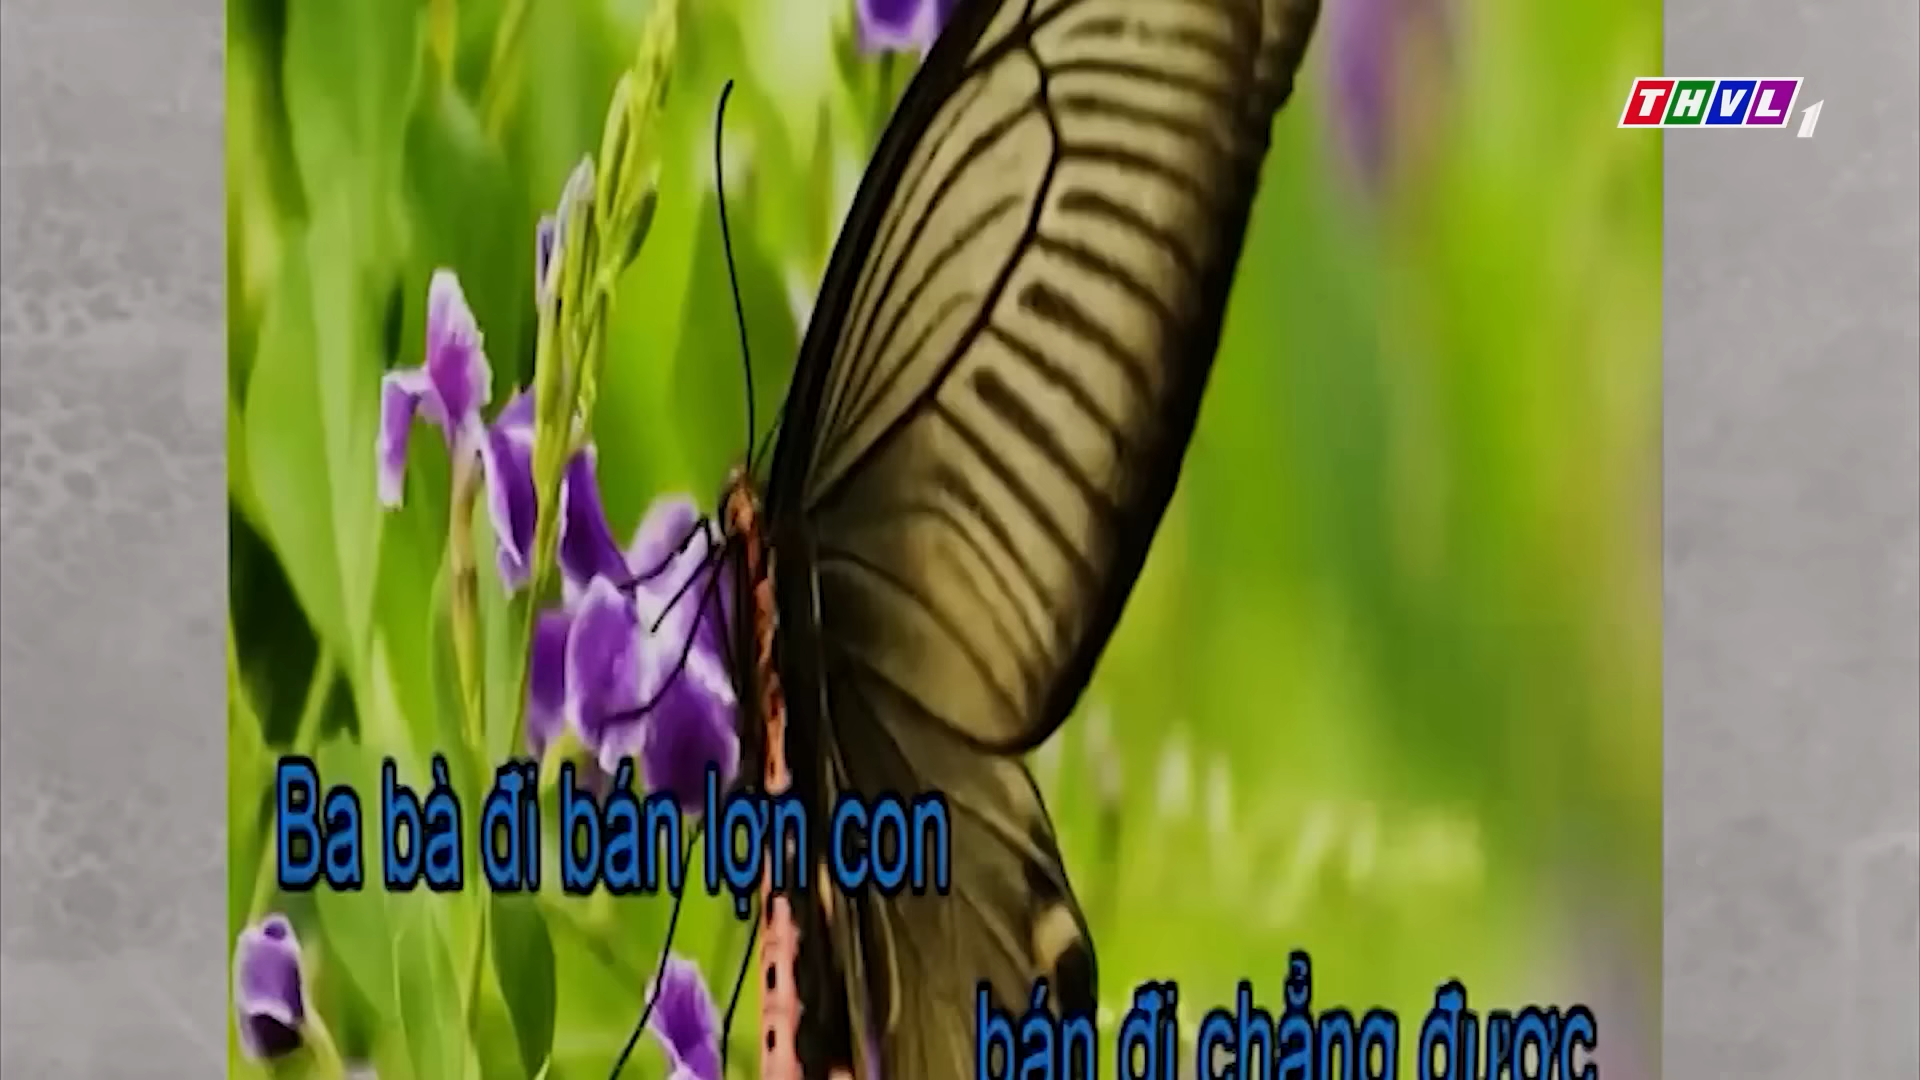 THVL1
Ba bà đi bán lợn con
bán đi chẳng được